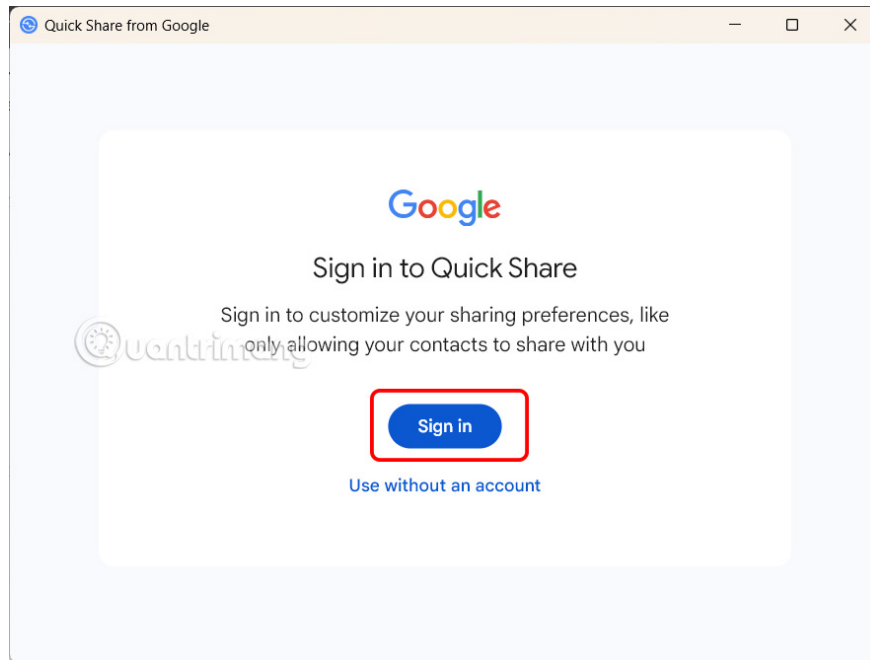 Quick Share from Google
Google
Sign in to Quick Share
Sign in to customize your sharing preferences, like
only allowing your contacts to share with you
Quantrimang
Sign in
Use without an account